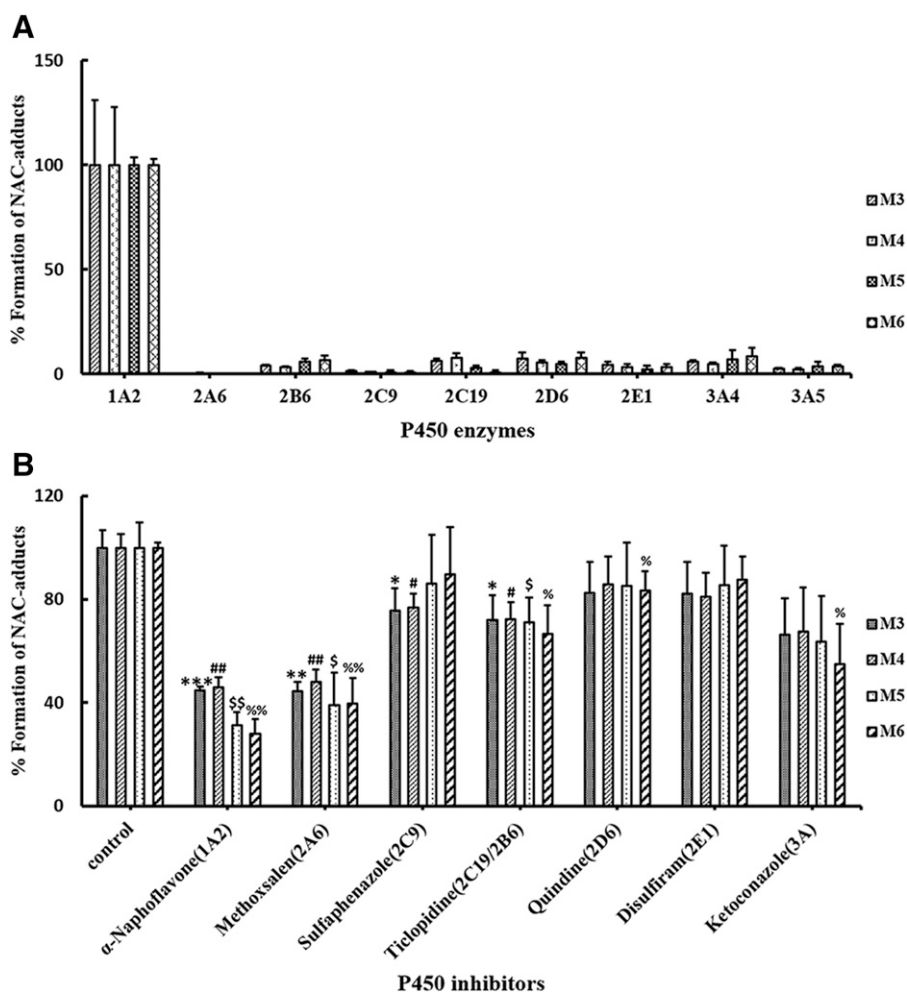 A
% Formation of NAC-adducts
150
100
50
0
1A2 2A6 2B6 2C9 2C19 2D6 2E1 3A4 3A5
P450 enzymes
M3
M4
M5
M6
B
% Formation of NAC-adducts
120
80
40
0
*** ## $$ %%
** ## $ %%
* #
* # $ %
%
%
control
α-Naphoflavone(1A2)
Methoxsalen(2A6)
Sulfaphenazole(2C9)
Ticlopidine(2C19/2B6)
Quindine(2D6)
Disulfiram(2E1)
Ketoconazole(3A)
P450 inhibitors
M3
M4
M5
M6